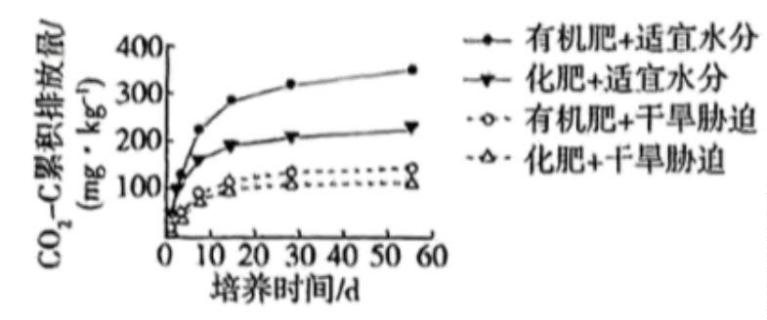 CO₂-C累积排放量/
(mg·kg⁻¹)
400
300
200
100
0 10 20 30 40 50 60
培养时间/d
有机肥+适宜水分
化肥+适宜水分
有机肥+干旱胁迫
化肥+干旱胁迫